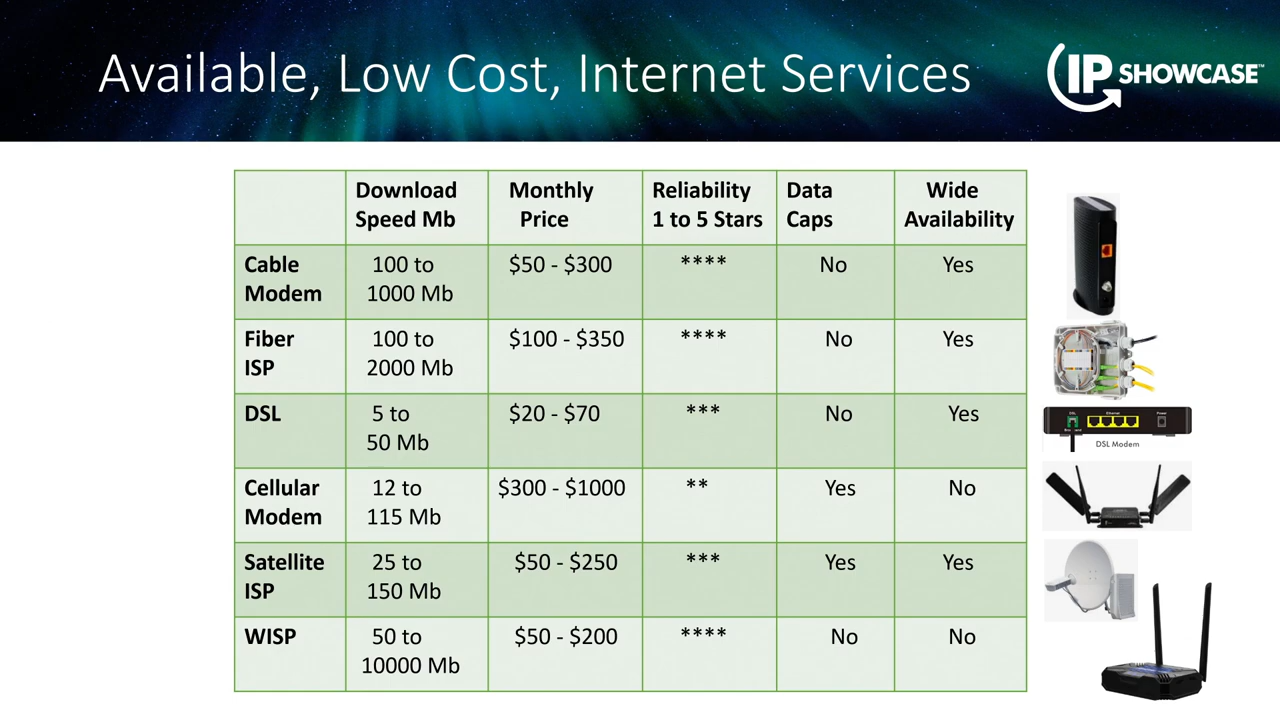 Available, Low Cost, Internet Services
IP SHOWCASE™
Download Speed Mb | Monthly Price | Reliability 1 to 5 Stars | Data Caps | Wide Availability
Cable Modem | 100 to 1000 Mb | $50 - $300 | **** | No | Yes
Fiber ISP | 100 to 2000 Mb | $100 - $350 | **** | No | Yes
DSL | 5 to 50 Mb | $20 - $70 | *** | No | Yes
Cellular Modem | 12 to 115 Mb | $300 - $1000 | ** | Yes | No
Satellite ISP | 25 to 150 Mb | $50 - $250 | *** | Yes | Yes
WISP | 50 to 10000 Mb | $50 - $200 | **** | No | No
DSL Ethernet Power
DSL Modem